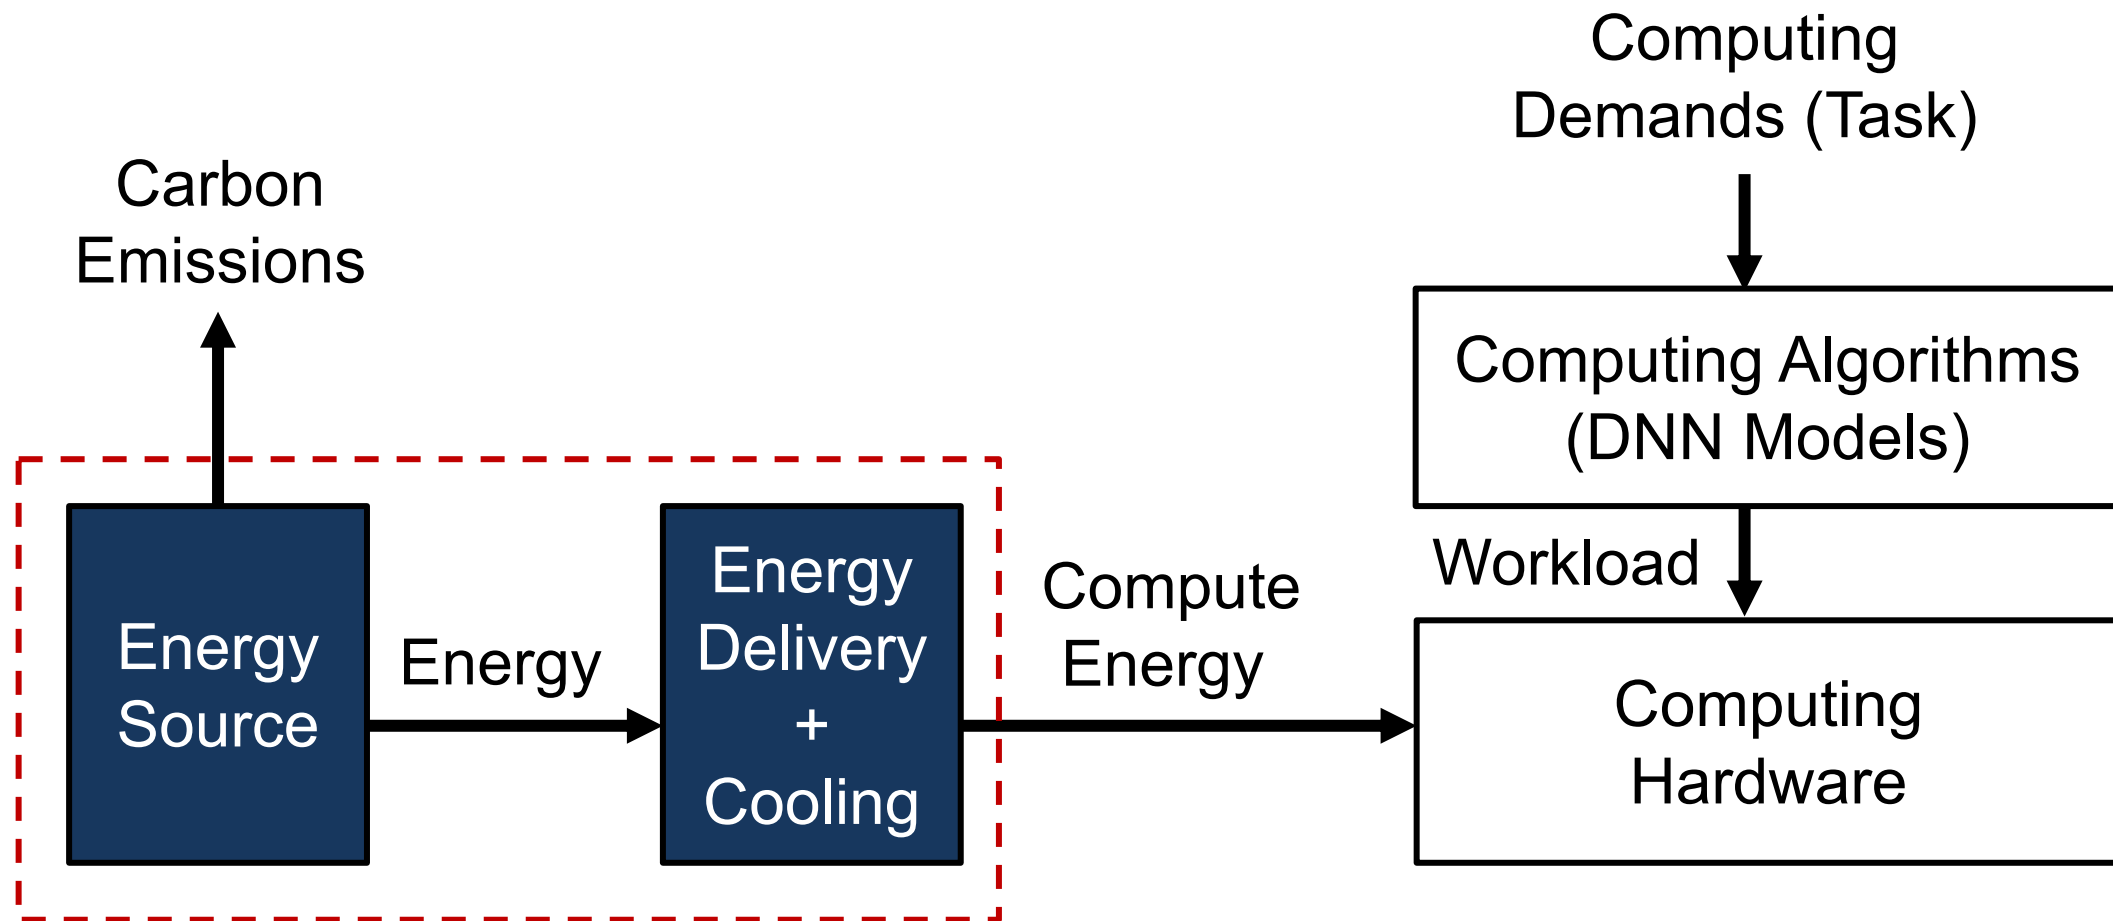 Computing
Demands (Task)
Carbon
Emissions
Computing Algorithms
(DNN Models)
Workload
Energy
Source
Energy
Energy
Delivery
+
Cooling
Compute
Energy
Computing
Hardware